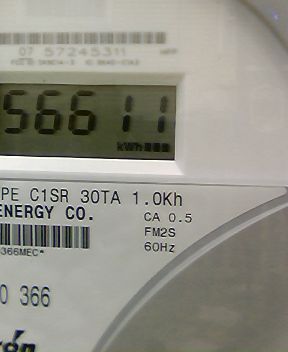 07 57245311
56611
kWh
PE C1SR 30TA 1.0Kh
ENERGY CO.
CA 0.5
FM2S
60Hz
366MEC*
0 366